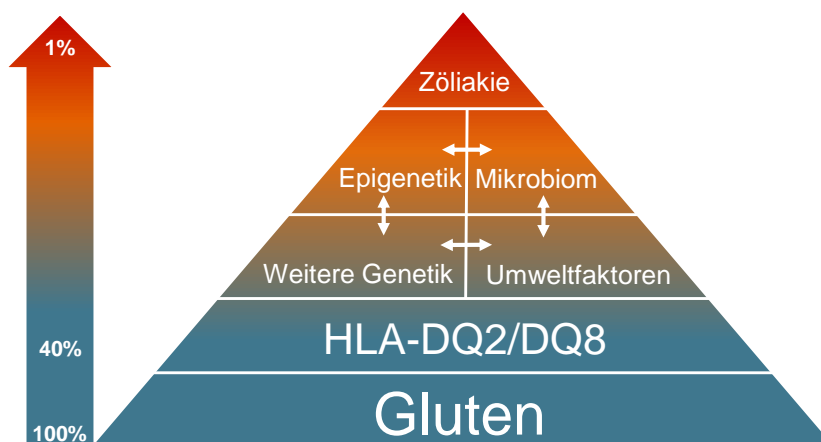 1%
Zöliakie
Epigenetik Mikrobiom
Weitere Genetik Umweltfaktoren
40% HLA-DQ2/DQ8
100% Gluten